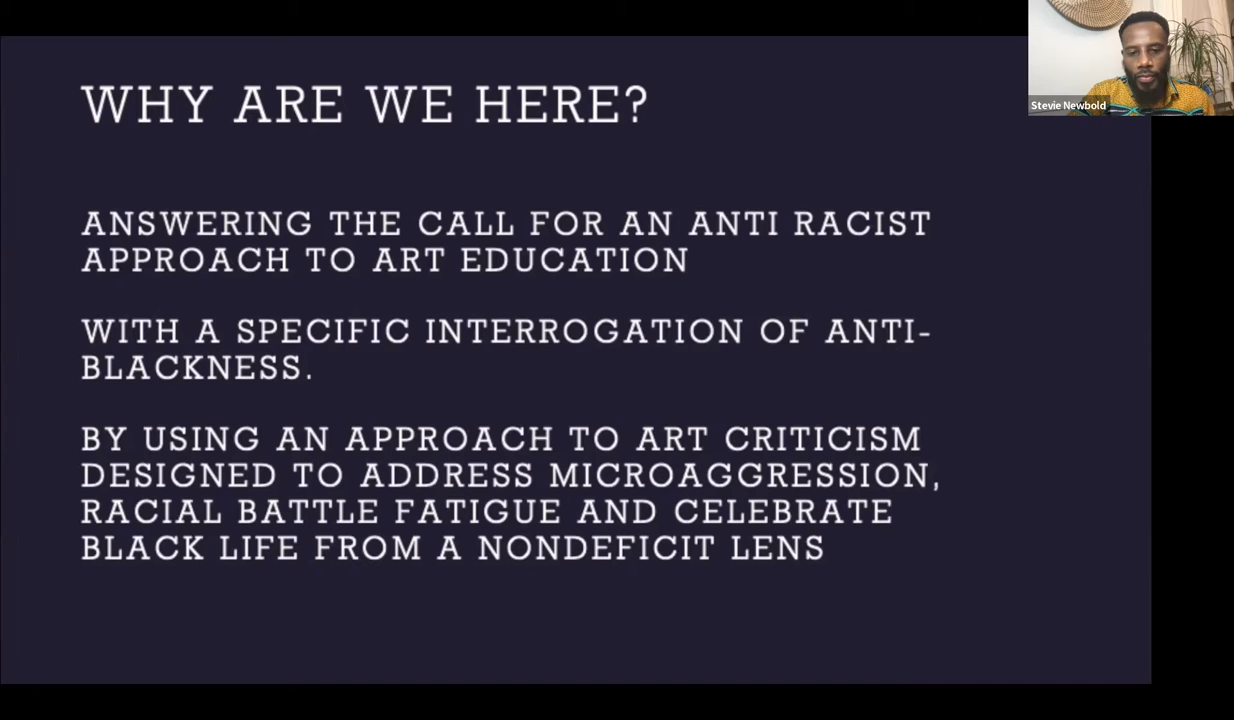 WHY ARE WE HERE?
Stevie Newbold
ANSWERING THE CALL FOR AN ANTI RACIST
APPROACH TO ART EDUCATION
WITH A SPECIFIC INTERROGATION OF ANTI-
BLACKNESS.
BY USING AN APPROACH TO ART CRITICISM
DESIGNED TO ADDRESS MICROAGGRESSION,
RACIAL BATTLE FATIGUE AND CELEBRATE
BLACK LIFE FROM A NONDEFICIT LENS